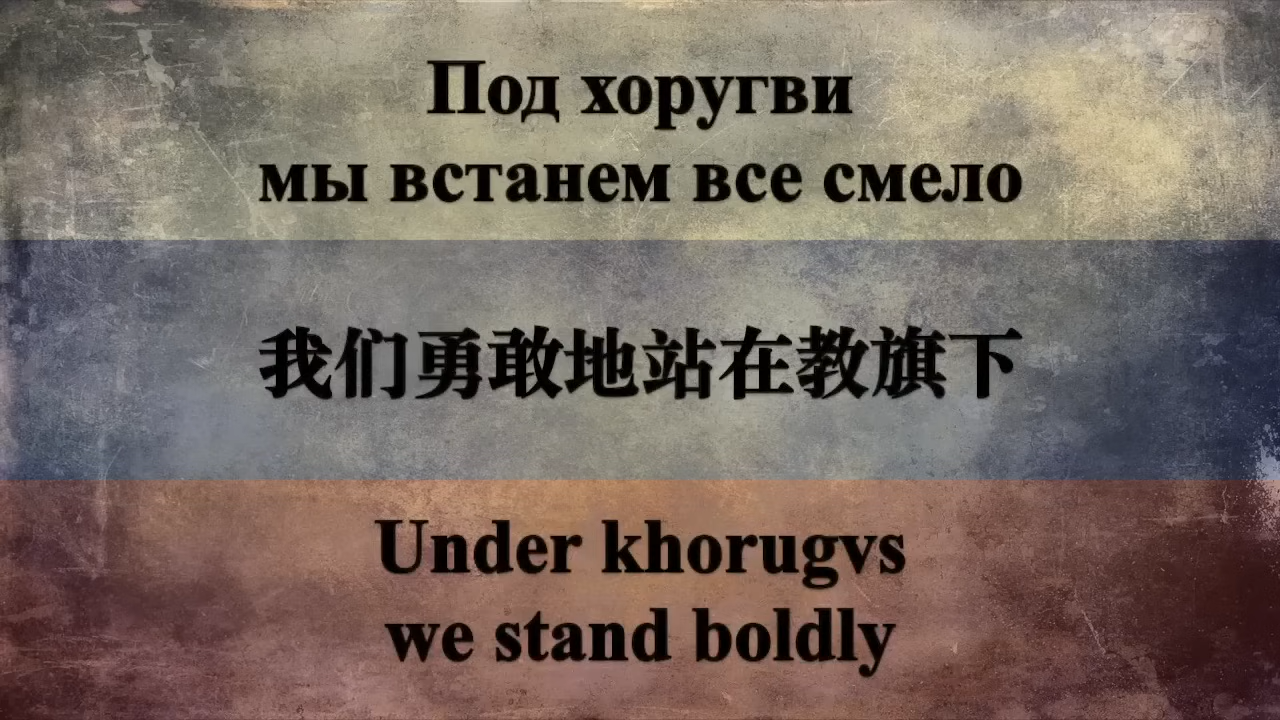 Под хоругви
мы встанем все смело
我们勇敢地站在教旗下
Under khorugvs
we stand boldly